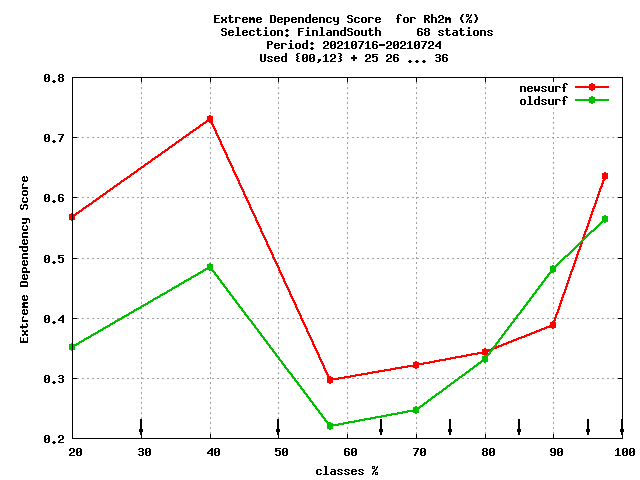 Extreme Dependency Score  for Rh2m (%)
Selection: FinlandSouth     68 stations
Period: 20210716-20210724
Used {00,12} + 25 26 ... 36
newsurf
oldsurf
0.8
0.7
0.6
0.5
0.4
0.3
0.2
Extreme Dependency Score
20 30 40 50 60 70 80 90 100
classes %